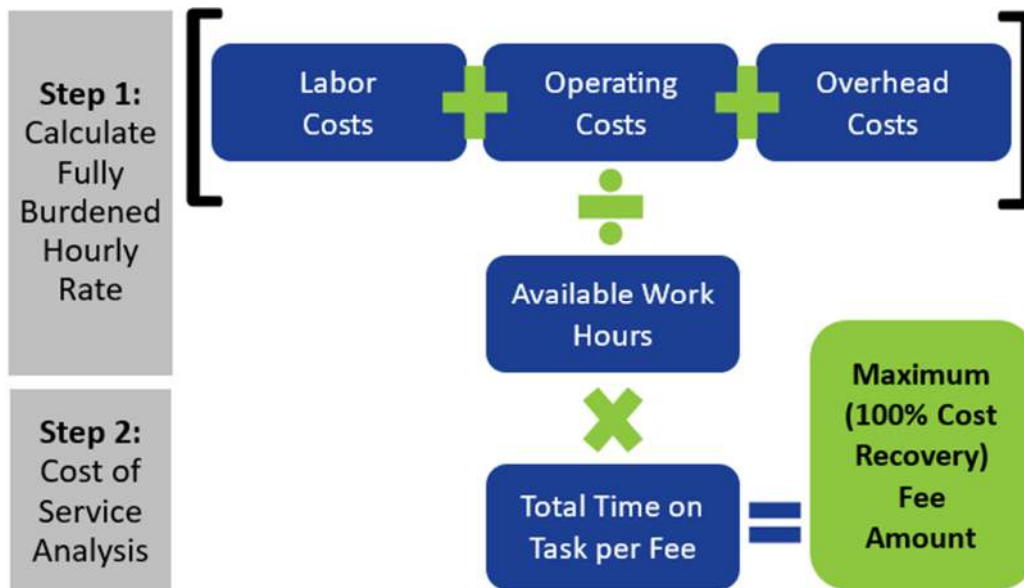 Step 1:
Calculate
Fully
Burdened
Hourly
Rate
Labor
Costs
Operating
Costs
Overhead
Costs
Available Work
Hours
Step 2:
Cost of
Service
Analysis
Total Time on
Task per Fee
Maximum
(100% Cost
Recovery)
Fee
Amount